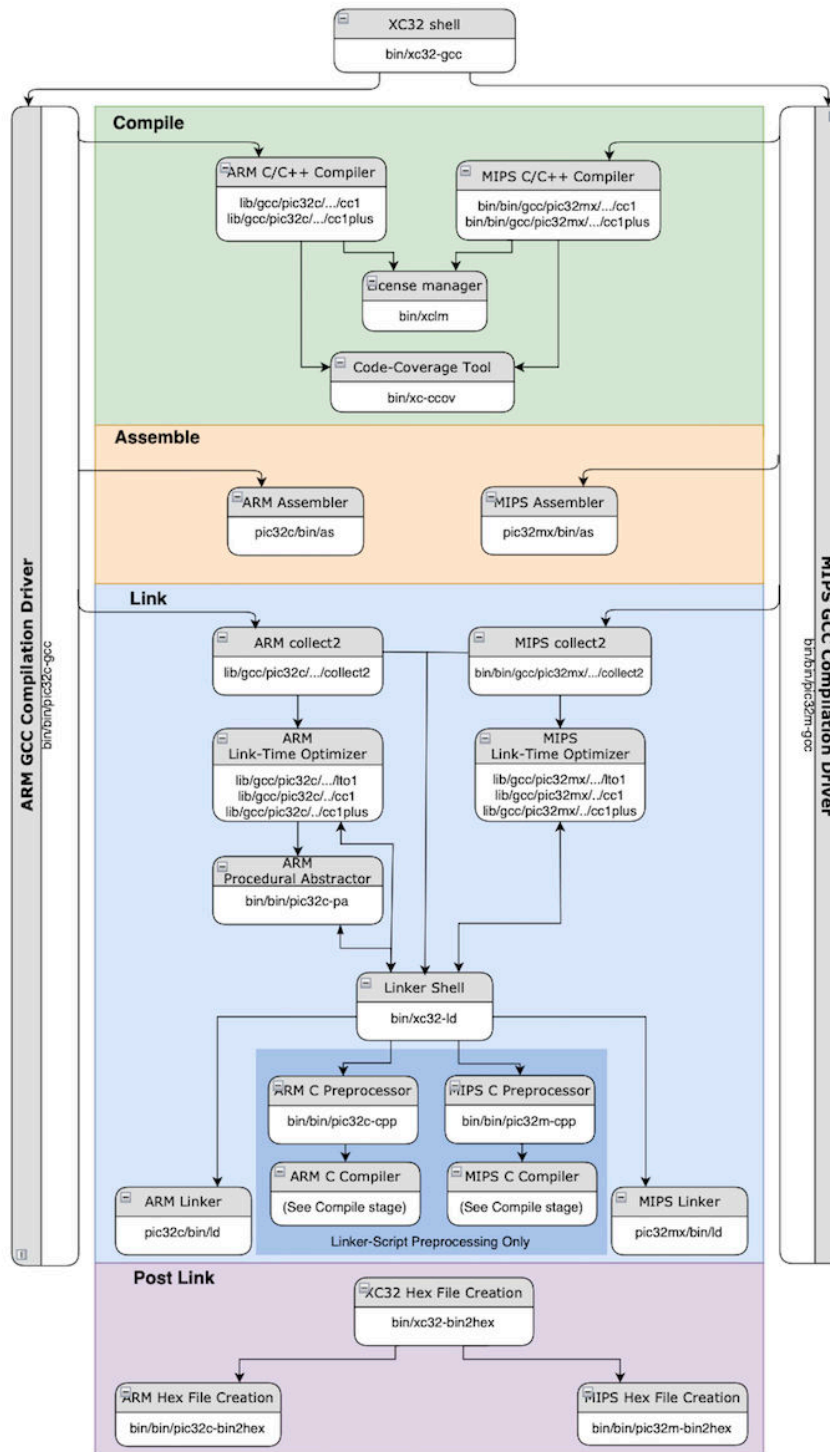 XC32 shell
bin/xc32-gcc
ARM GCC Compilation Driver
bin/bin/pic32c-gcc
MIPS GCC Compilation Driver
bin/bin/pic32m-gcc
Compile
ARM C/C++ Compiler
lib/gcc/pic32c/.../cc1
lib/gcc/pic32c/.../cc1plus
MIPS C/C++ Compiler
bin/bin/gcc/pic32mx/.../cc1
bin/bin/gcc/pic32mx/.../cc1plus
License manager
bin/xclm
Code-Coverage Tool
bin/xc-ccov
Assemble
ARM Assembler
pic32c/bin/as
MIPS Assembler
pic32mx/bin/as
Link
ARM collect2
lib/gcc/pic32c/.../collect2
MIPS collect2
bin/bin/gcc/pic32mx/.../collect2
ARM
Link-Time Optimizer
lib/gcc/pic32c/.../lto1
lib/gcc/pic32c/../cc1
lib/gcc/pic32c/../cc1plus
MIPS
Link-Time Optimizer
lib/gcc/pic32mx/.../lto1
lib/gcc/pic32mx/../cc1
lib/gcc/pic32mx/../cc1plus
ARM
Procedural Abstractor
bin/bin/pic32c-pa
Linker Shell
bin/xc32-ld
ARM C Preprocessor
bin/bin/pic32c-cpp
MIPS C Preprocessor
bin/bin/pic32m-cpp
ARM C Compiler
(See Compile stage)
MIPS C Compiler
(See Compile stage)
Linker-Script Preprocessing Only
ARM Linker
pic32c/bin/ld
MIPS Linker
pic32mx/bin/ld
Post Link
XC32 Hex File Creation
bin/xc32-bin2hex
ARM Hex File Creation
bin/bin/pic32c-bin2hex
MIPS Hex File Creation
bin/bin/pic32m-bin2hex